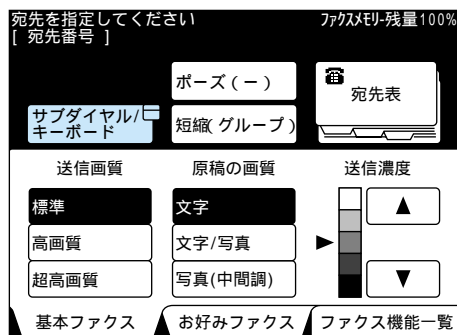 宛先を指定してください ファクスメモリ-残量100%
[ 宛先番号 ]
ポーズ(ー)
宛先表
サブダイヤル/
キーボード
短縮(グループ)
送信画質 原稿の画質 送信濃度
標準 文字
高画質 文字/写真
超高画質 写真(中間調)
基本ファクス お好みファクス ファクス機能一覧